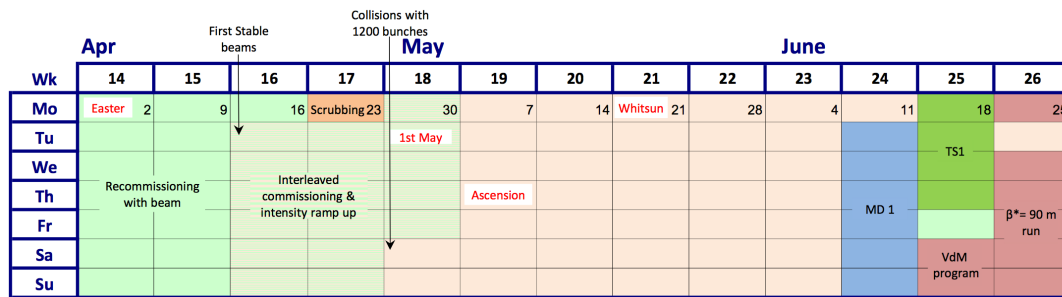 Collisions with
1200 bunches
First Stable
beams
Apr May June
Wk 14 15 16 17 18 19 20 21 22 23 24 25 26
Mo Easter 2 9 16 Scrubbing 23 30 7 14 Whitsun 21 28 4 11 18 25
Tu 1st May
TS1
We
Recommissioning
with beam
Interleaved
commissioning &
intensity ramp up
Th Ascension
MD 1
Fr
β*= 90 m
run
Sa
VdM
program
Su